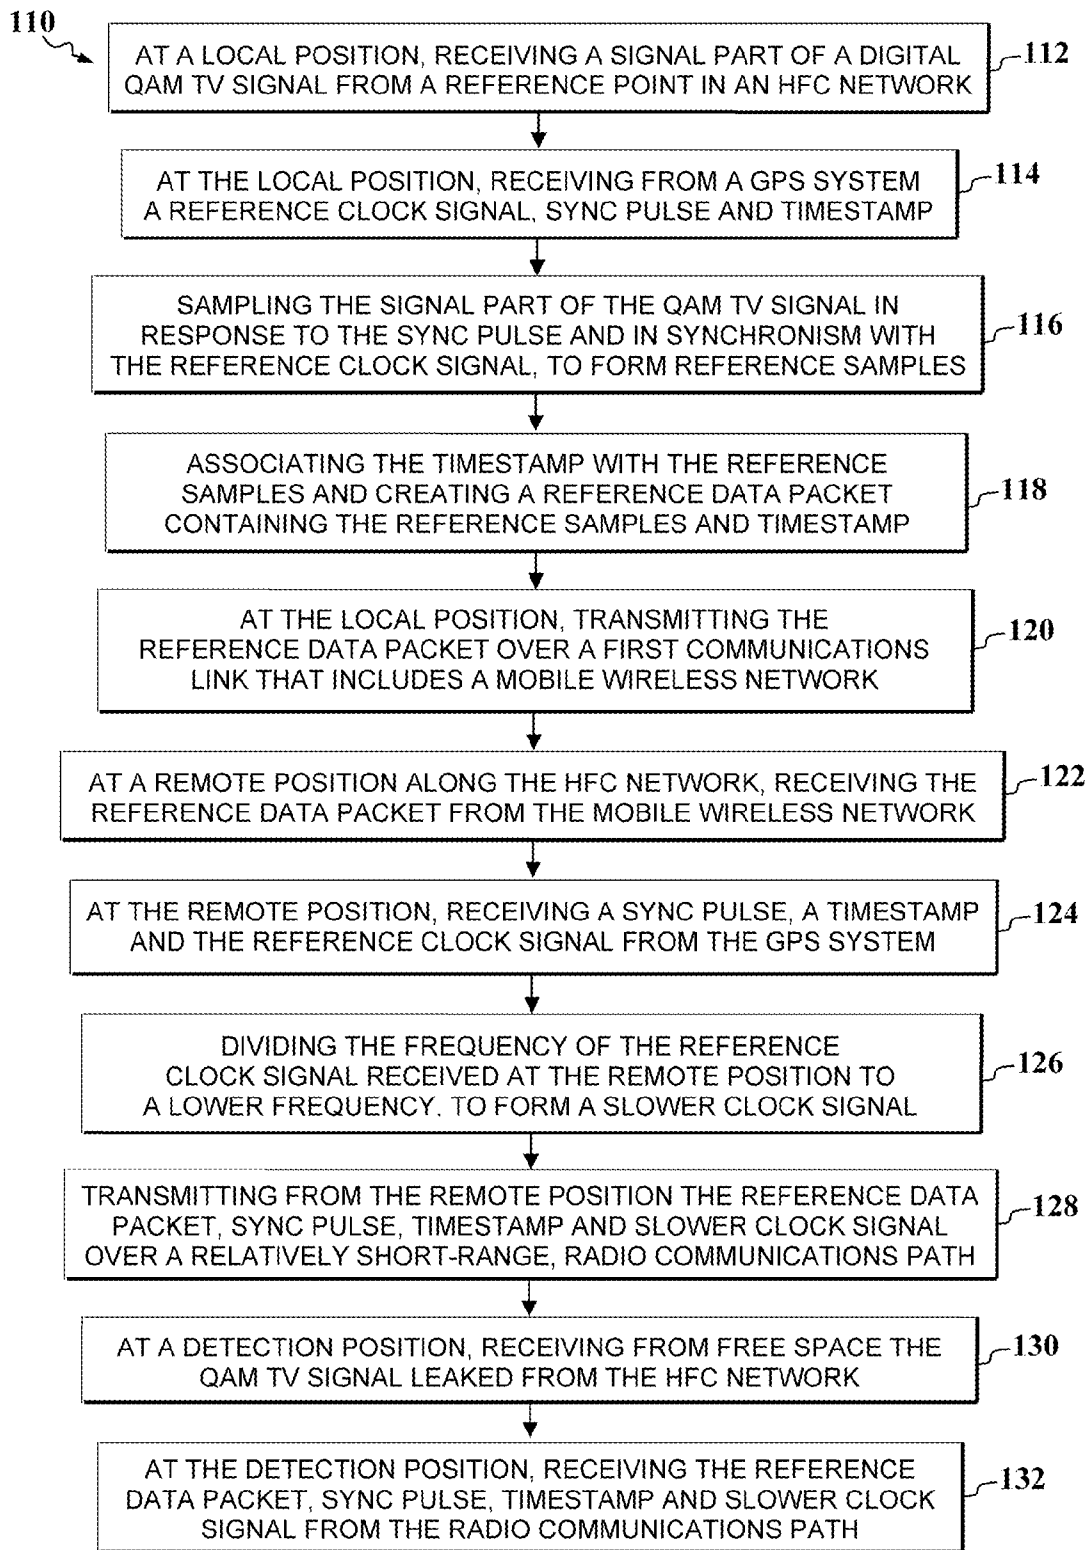 110
AT A LOCAL POSITION, RECEIVING A SIGNAL PART OF A DIGITAL
QAM TV SIGNAL FROM A REFERENCE POINT IN AN HFC NETWORK
112
AT THE LOCAL POSITION, RECEIVING FROM A GPS SYSTEM
A REFERENCE CLOCK SIGNAL, SYNC PULSE AND TIMESTAMP
114
SAMPLING THE SIGNAL PART OF THE QAM TV SIGNAL IN
RESPONSE TO THE SYNC PULSE AND IN SYNCHRONISM WITH
THE REFERENCE CLOCK SIGNAL, TO FORM REFERENCE SAMPLES
116
ASSOCIATING THE TIMESTAMP WITH THE REFERENCE
SAMPLES AND CREATING A REFERENCE DATA PACKET
CONTAINING THE REFERENCE SAMPLES AND TIMESTAMP
118
AT THE LOCAL POSITION, TRANSMITTING THE
REFERENCE DATA PACKET OVER A FIRST COMMUNICATIONS
LINK THAT INCLUDES A MOBILE WIRELESS NETWORK
120
AT A REMOTE POSITION ALONG THE HFC NETWORK, RECEIVING THE
REFERENCE DATA PACKET FROM THE MOBILE WIRELESS NETWORK
122
AT THE REMOTE POSITION, RECEIVING A SYNC PULSE, A TIMESTAMP
AND THE REFERENCE CLOCK SIGNAL FROM THE GPS SYSTEM
124
DIVIDING THE FREQUENCY OF THE REFERENCE
CLOCK SIGNAL RECEIVED AT THE REMOTE POSITION TO
A LOWER FREQUENCY, TO FORM A SLOWER CLOCK SIGNAL
126
TRANSMITTING FROM THE REMOTE POSITION THE REFERENCE DATA
PACKET, SYNC PULSE, TIMESTAMP AND SLOWER CLOCK SIGNAL
OVER A RELATIVELY SHORT-RANGE, RADIO COMMUNICATIONS PATH
128
AT A DETECTION POSITION, RECEIVING FROM FREE SPACE THE
QAM TV SIGNAL LEAKED FROM THE HFC NETWORK
130
AT THE DETECTION POSITION, RECEIVING THE REFERENCE
DATA PACKET, SYNC PULSE, TIMESTAMP AND SLOWER CLOCK
SIGNAL FROM THE RADIO COMMUNICATIONS PATH
132